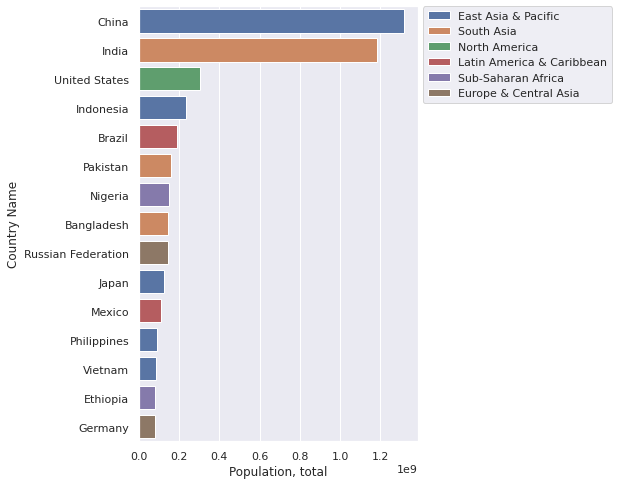 China
India
United States
Indonesia
Brazil
Pakistan
Nigeria
Bangladesh
Russian Federation
Japan
Mexico
Philippines
Vietnam
Ethiopia
Germany
Country Name
0.0 0.2 0.4 0.6 0.8 1.0 1.2
1e9
Population, total
East Asia & Pacific
South Asia
North America
Latin America & Caribbean
Sub-Saharan Africa
Europe & Central Asia